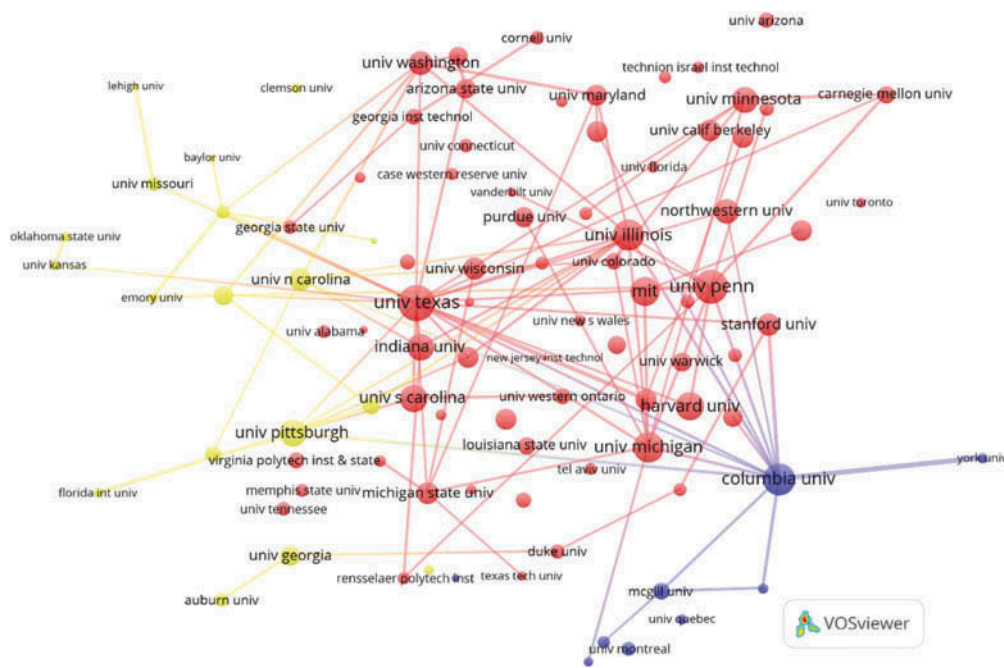 univ arizona
cornell univ
univ washington
technion israel inst technol
lehigh univ
clemson univ
arizona state univ
univ maryland
univ minnesota
carnegie mellon univ
georgia inst technol
univ calif berkeley
univ connecticut
baylor univ
univ florida
case western reserve univ
univ missouri
vanderbilt univ
univ toronto
northwestern univ
purdue univ
georgia state univ
oklahoma state univ
univ illinois
univ kansas
univ colorado
univ wisconsin
univ n carolina
univ penn
mit
emory univ
univ texas
univ new s wales
stanford univ
univ alabama
indiana univ
new jersey inst technol
univ warwick
univ s carolina
univ western ontario
harvard univ
univ pittsburgh
louisiana state univ
univ michigan
york univ
virginia polytech inst & state
tel aviv univ
columbia univ
florida int univ
memphis state univ
michigan state univ
univ tennessee
univ georgia
duke univ
rensselaer polytech inst
texas tech univ
mcgill univ
auburn univ
univ quebec
VOSviewer
univ montreal